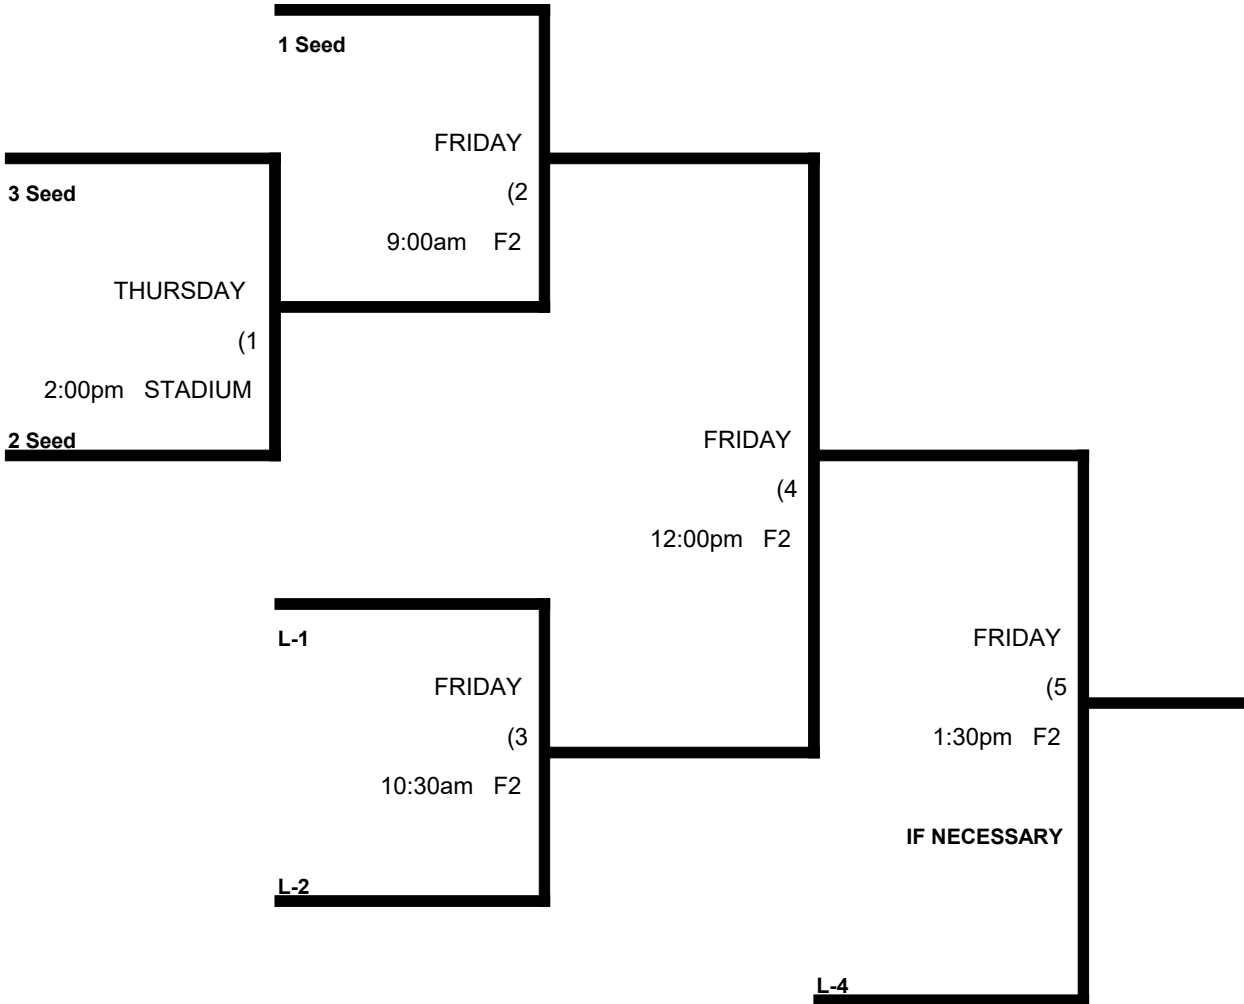 1 Seed
FRIDAY
(2
9:00am F2
3 Seed
THURSDAY
(1
2:00pm STADIUM
2 Seed
FRIDAY
(4
12:00pm F2
L-1
FRIDAY
(3
10:30am F2
L-2
FRIDAY
(5
1:30pm F2
IF NECESSARY
L-4